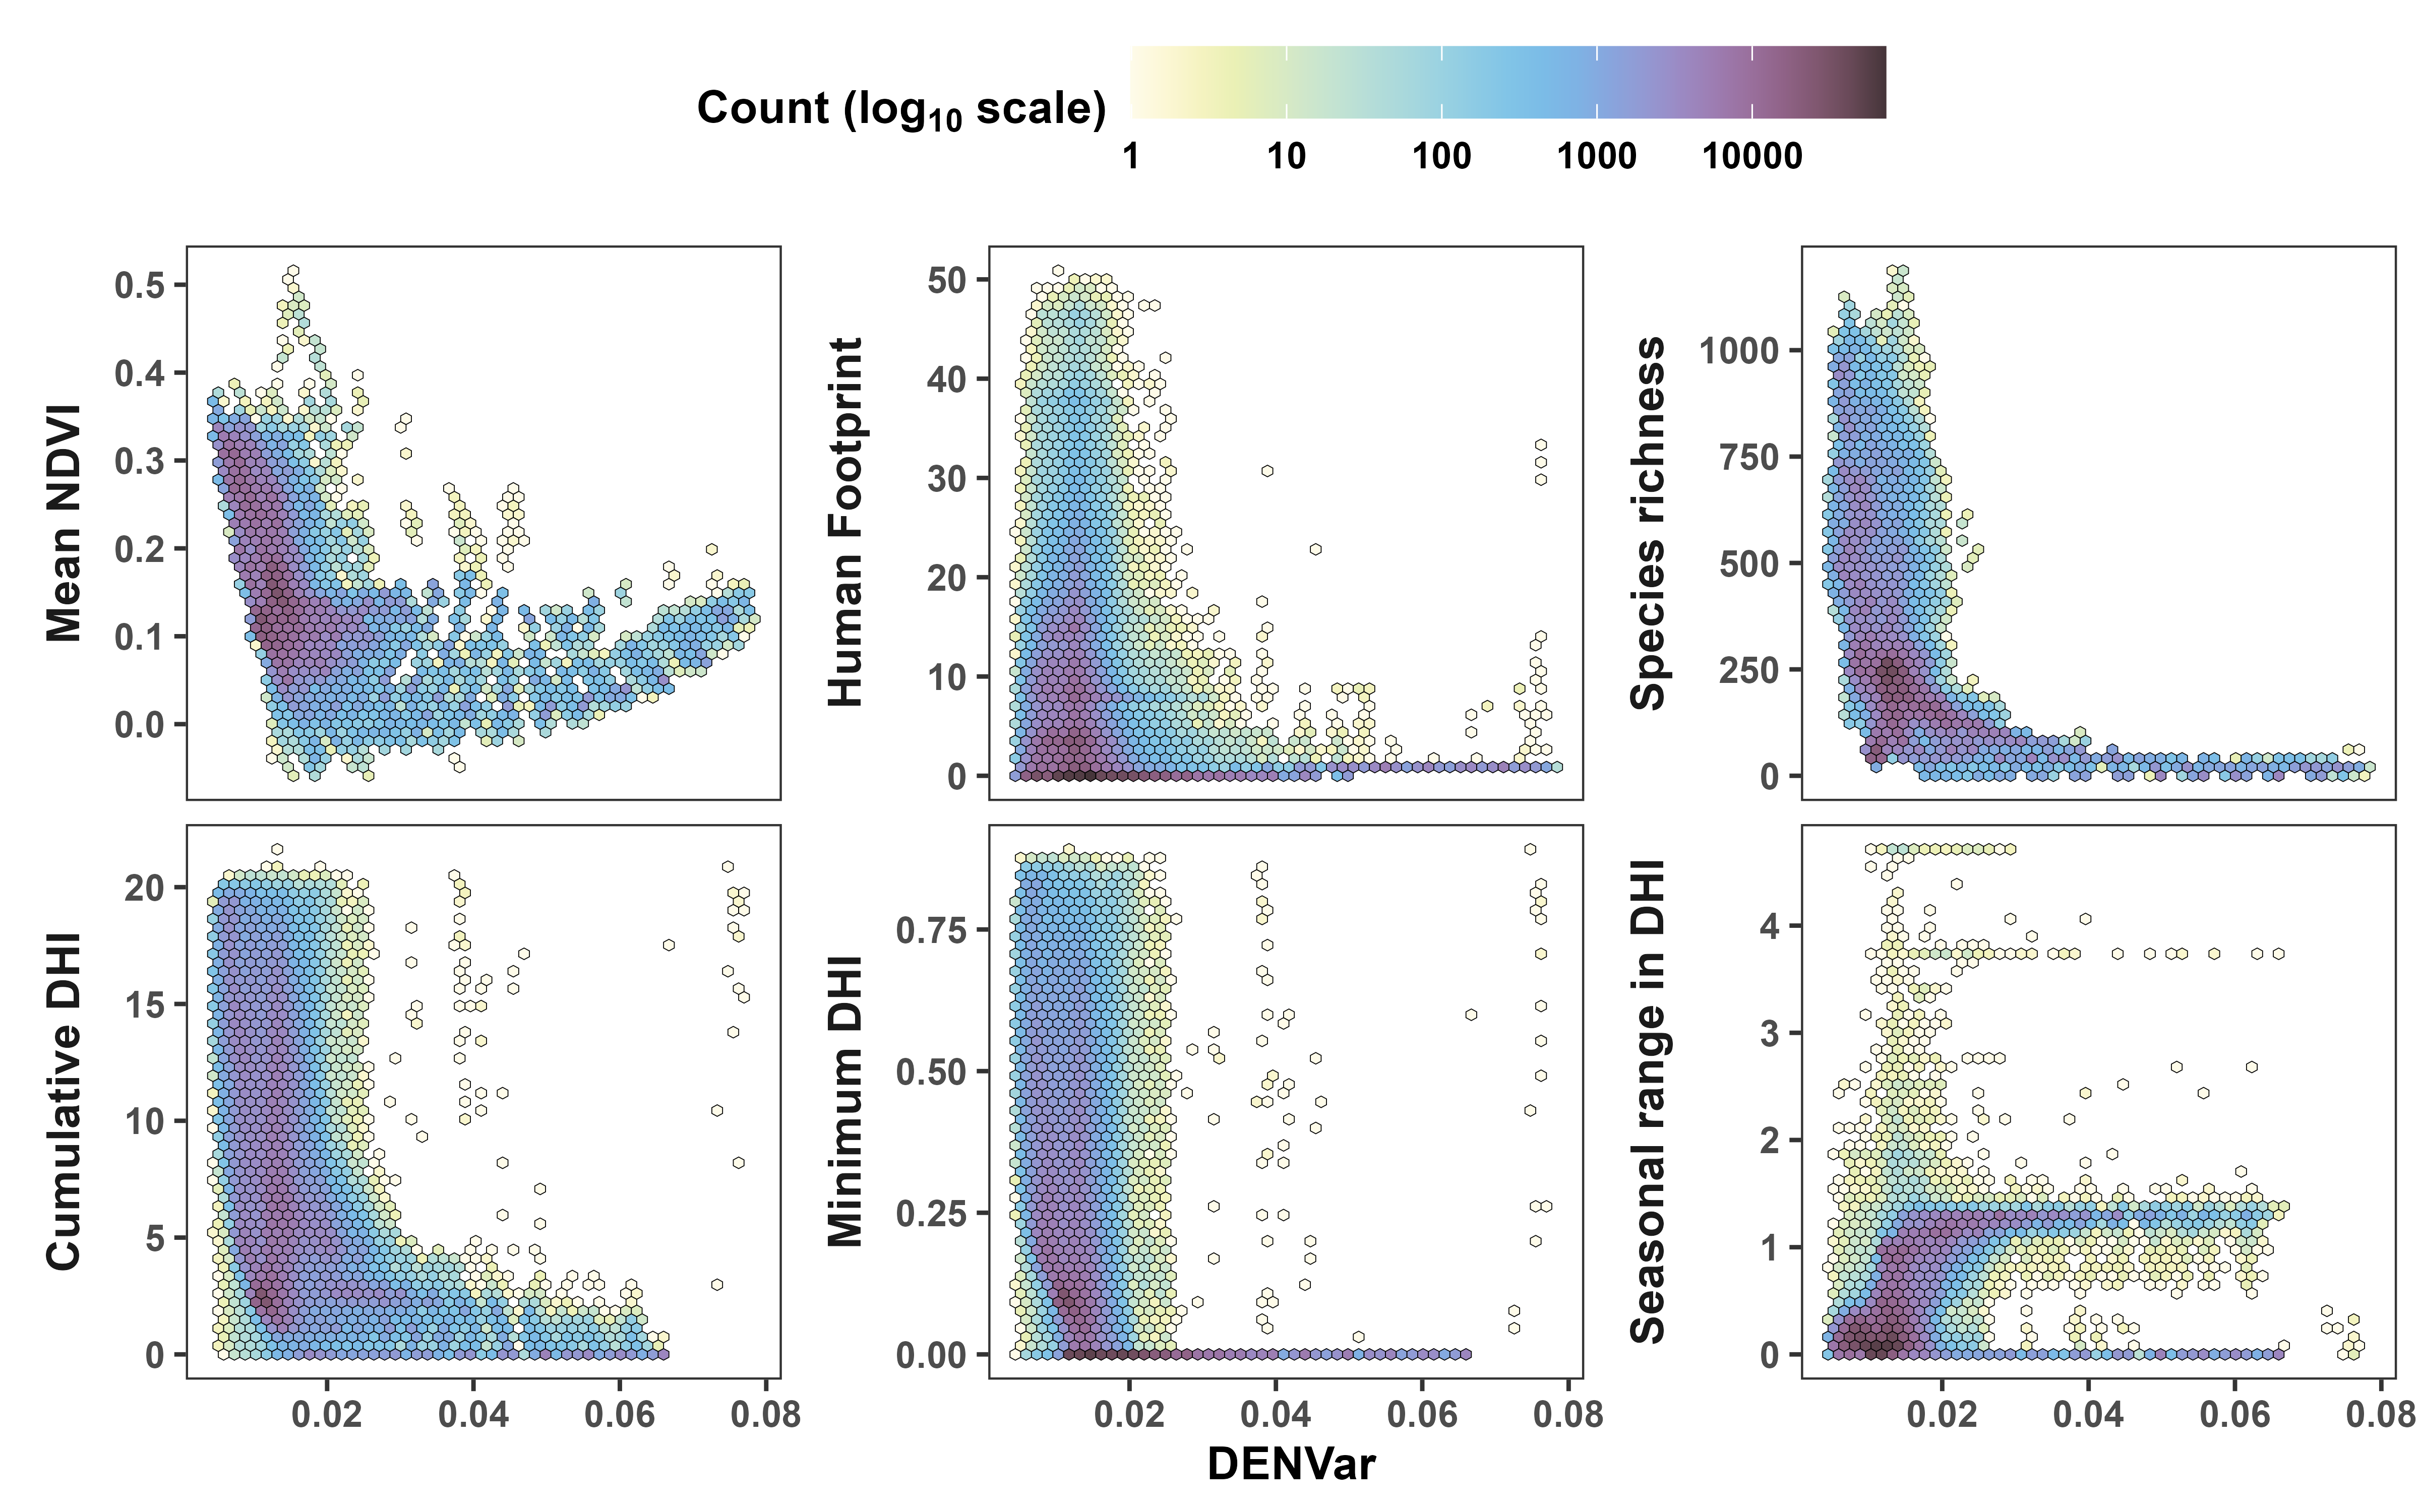 Count (log10 scale)
1 10 100 1000 10000
Mean NDVI
0.5
0.4
0.3
0.2
0.1
0.0
Human Footprint
50
40
30
20
10
0
Species richness
1000
750
500
250
0
Cumulative DHI
20
15
10
5
0
0.02 0.04 0.06 0.08
Minimum DHI
0.75
0.50
0.25
0.00
0.02 0.04 0.06 0.08
Seasonal range in DHI
4
3
2
1
0
0.02 0.04 0.06 0.08
DENVar